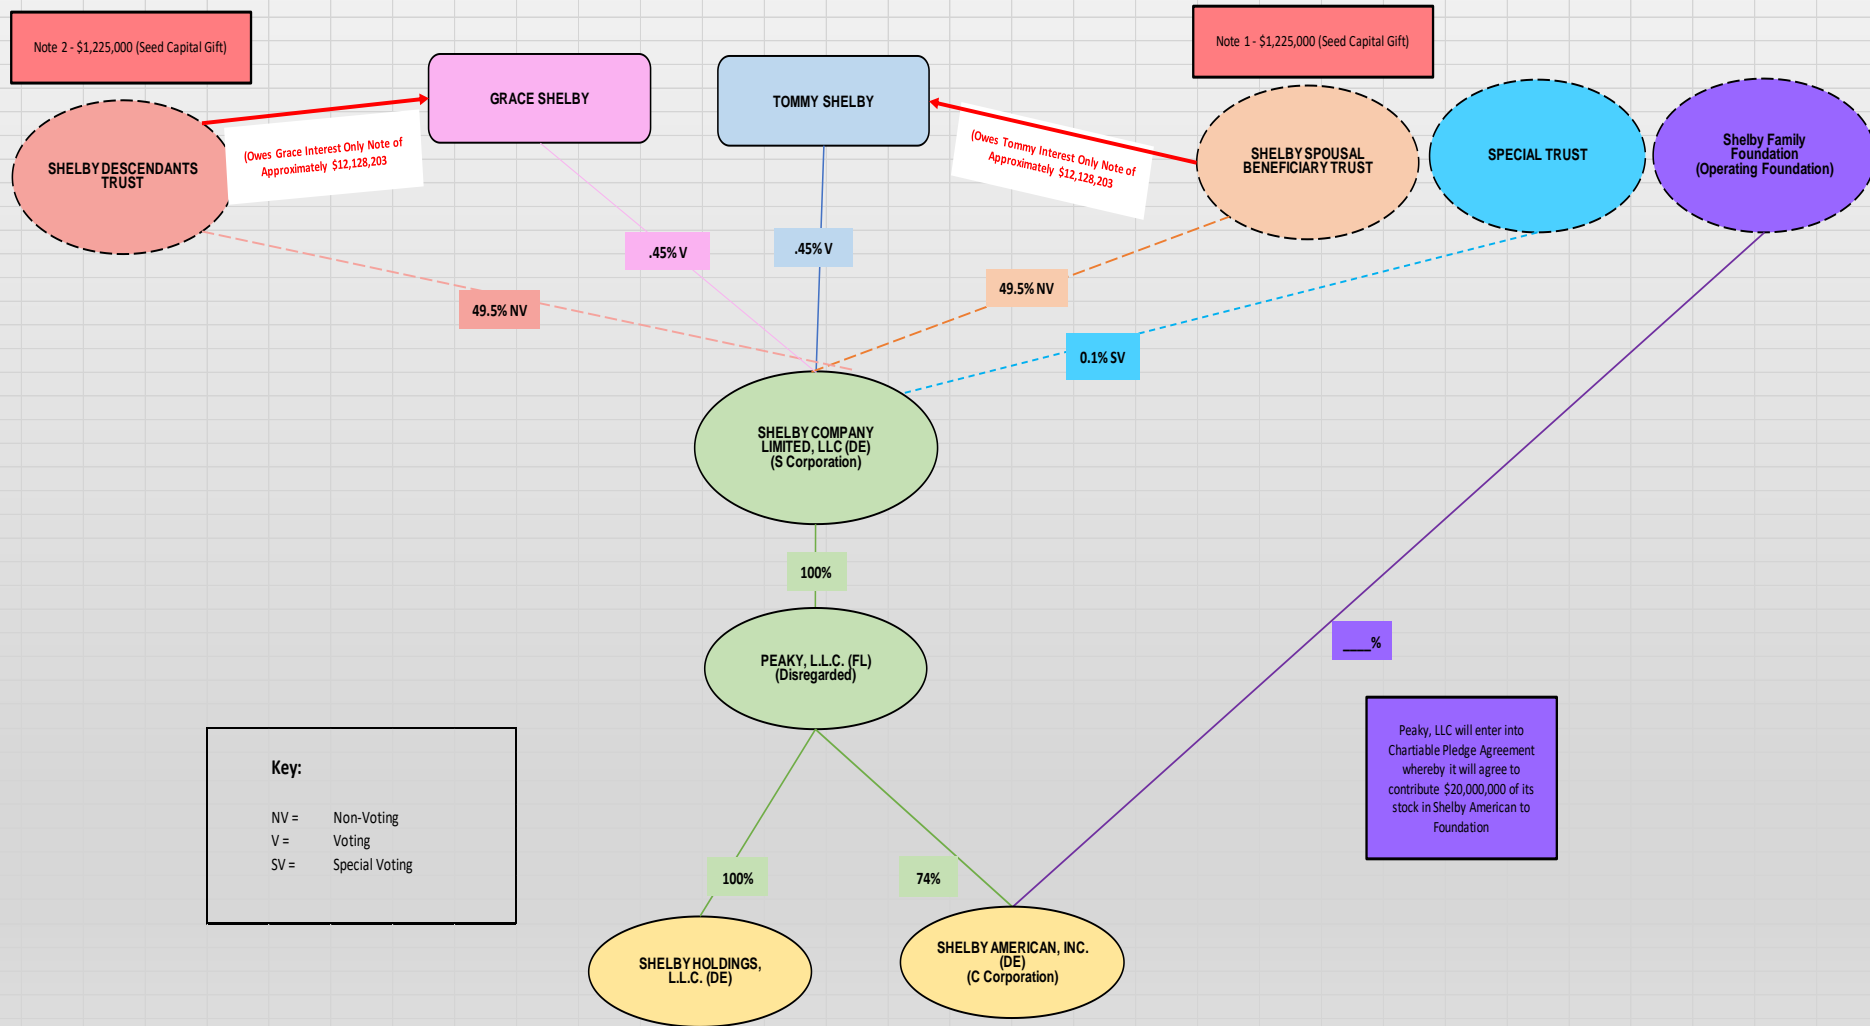 Note 2 - $1,225,000 (Seed Capital Gift)
Note 1 - $1,225,000 (Seed Capital Gift)
GRACE SHELBY
TOMMY SHELBY
SHELBY DESCENDANTS
TRUST
(Owes Grace Interest Only Note of
Approximately $12,128,203
(Owes Tommy Interest Only Note of
Approximately $12,128,203
SHELBY SPOUSAL
BENEFICIARY TRUST
SPECIAL TRUST
Shelby Family
Foundation
(Operating Foundation)
.45% V
.45% V
49.5% NV
49.5% NV
0.1% SV
SHELBY COMPANY
LIMITED, LLC (DE)
(S Corporation)
100%
PEAKY, L.L.C. (FL)
(Disregarded)
____%
Peaky, LLC will enter into
Chartiable Pledge Agreement
whereby it will agree to
contribute $20,000,000 of its
stock in Shelby American to
Foundation
Key:
NV = Non-Voting
V = Voting
SV = Special Voting
100%
74%
SHELBY HOLDINGS,
L.L.C. (DE)
SHELBY AMERICAN, INC.
(DE)
(C Corporation)